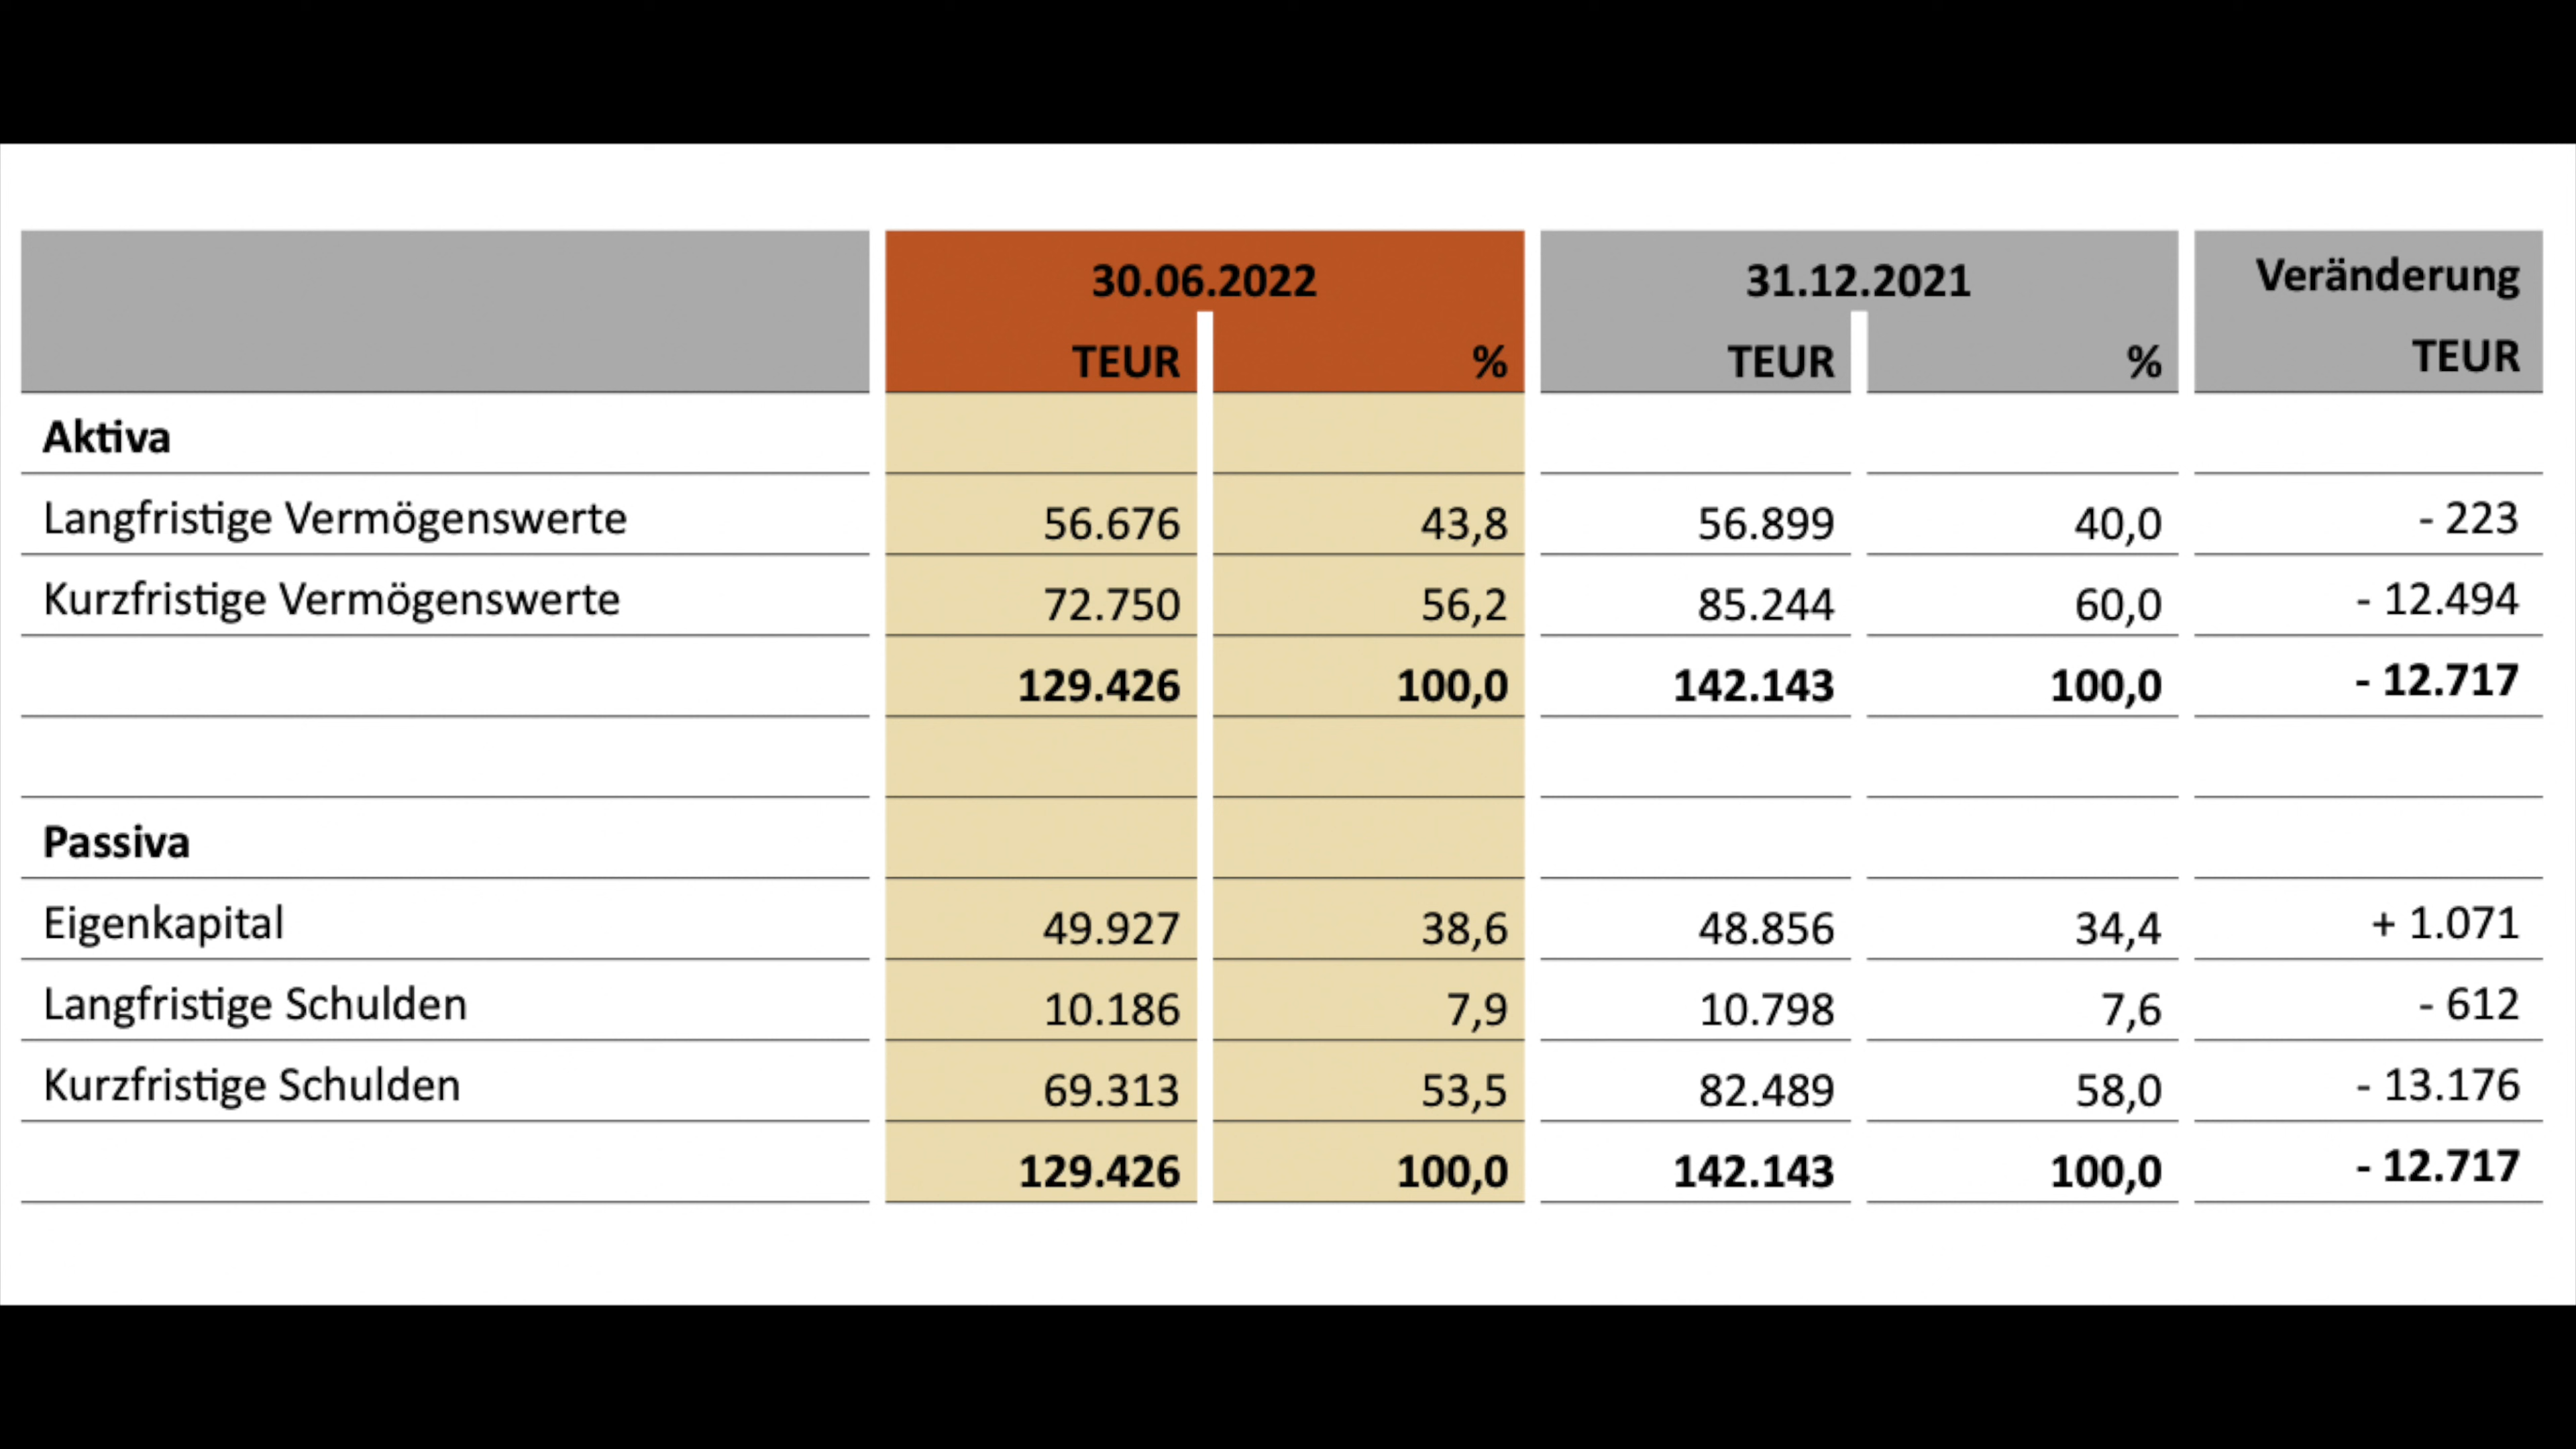 30.06.2022 31.12.2021 Veränderung
TEUR % TEUR % TEUR
Aktiva
Langfristige Vermögenswerte 56.676 43,8 56.899 40,0 - 223
Kurzfristige Vermögenswerte 72.750 56,2 85.244 60,0 - 12.494
129.426 100,0 142.143 100,0 - 12.717
Passiva
Eigenkapital 49.927 38,6 48.856 34,4 + 1.071
Langfristige Schulden 10.186 7,9 10.798 7,6 - 612
Kurzfristige Schulden 69.313 53,5 82.489 58,0 - 13.176
129.426 100,0 142.143 100,0 - 12.717